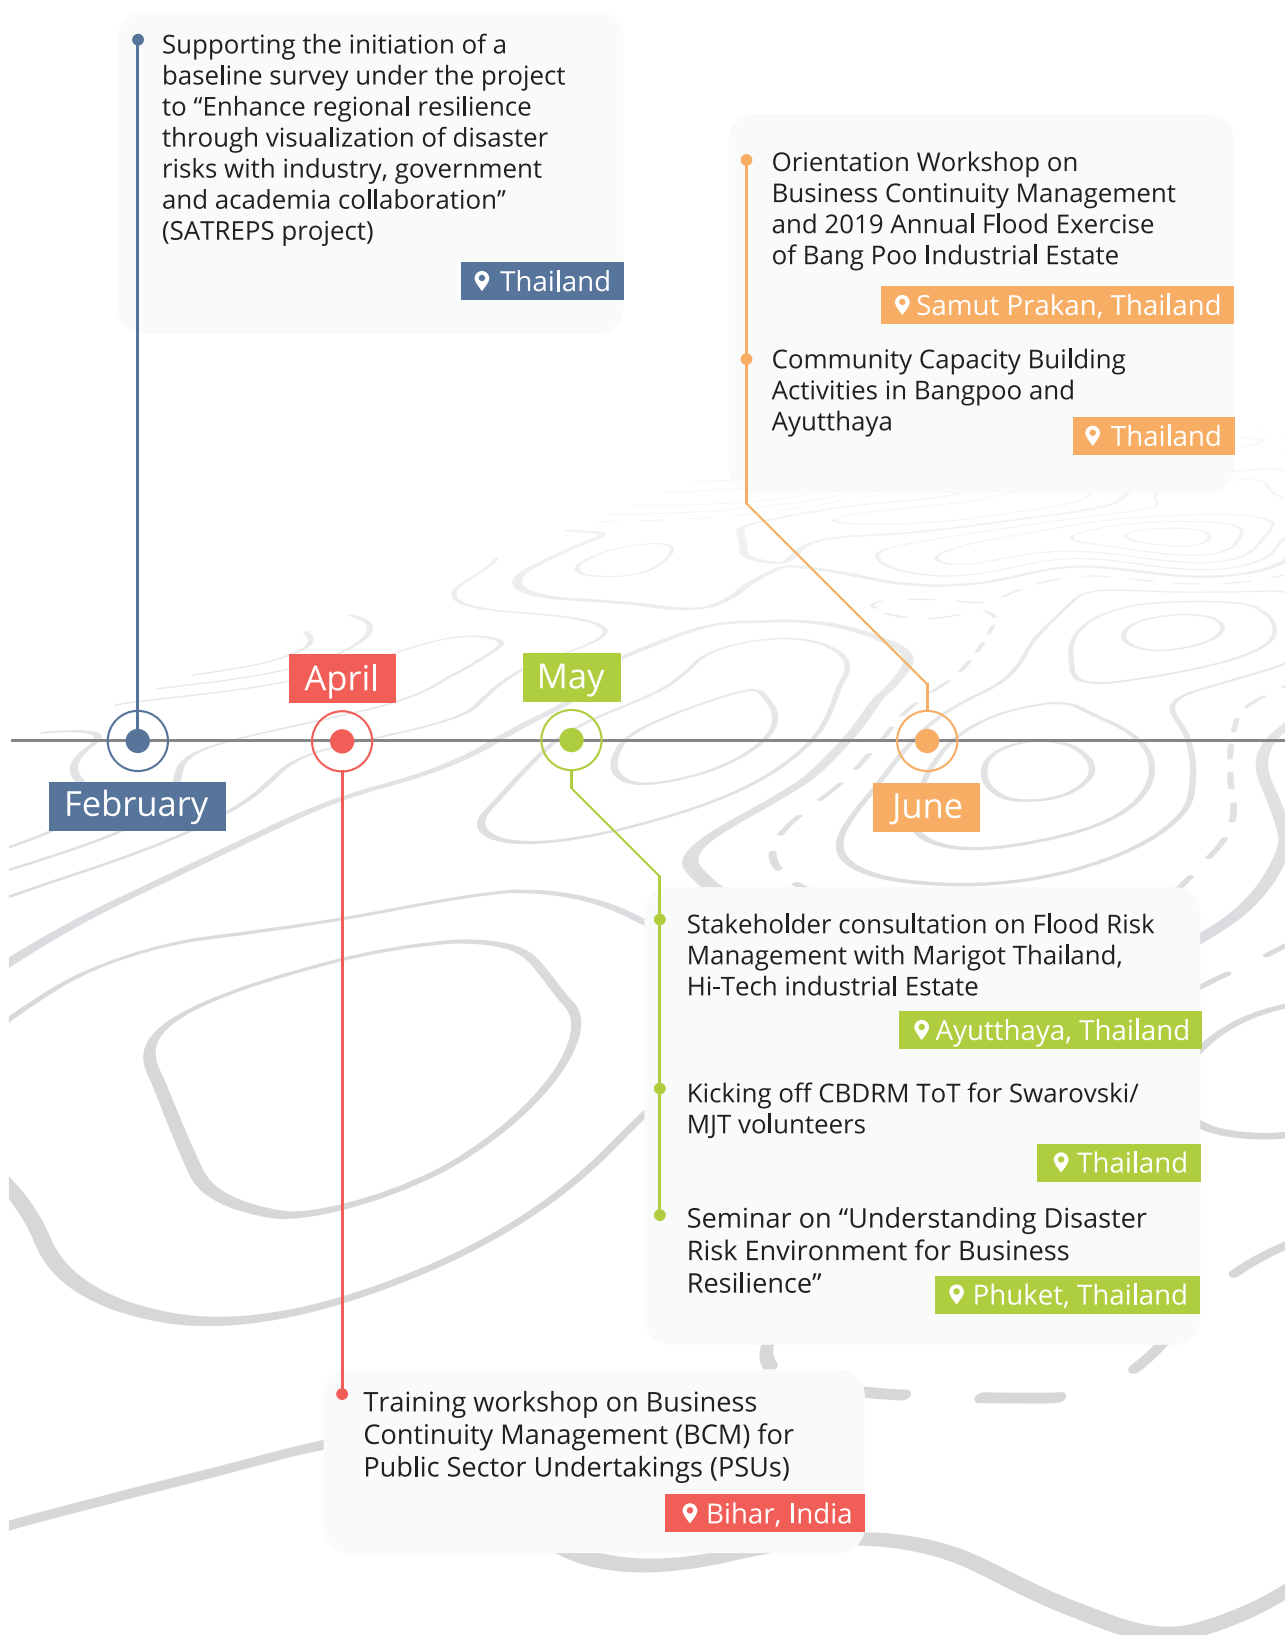 Supporting the initiation of a
baseline survey under the project
to “Enhance regional resilience
through visualization of disaster
risks with industry, government
and academia collaboration”
(SATREPS project)
Thailand
Orientation Workshop on
Business Continuity Management
and 2019 Annual Flood Exercise
of Bang Poo Industrial Estate
Samut Prakan, Thailand
Community Capacity Building
Activities in Bangpoo and
Ayutthaya
Thailand
February
April
May
June
Stakeholder consultation on Flood Risk
Management with Marigot Thailand,
Hi-Tech industrial Estate
Ayutthaya, Thailand
Kicking off CBDRM ToT for Swarovski/
MJT volunteers
Thailand
Seminar on “Understanding Disaster
Risk Environment for Business
Resilience”
Phuket, Thailand
Training workshop on Business
Continuity Management (BCM) for
Public Sector Undertakings (PSUs)
Bihar, India